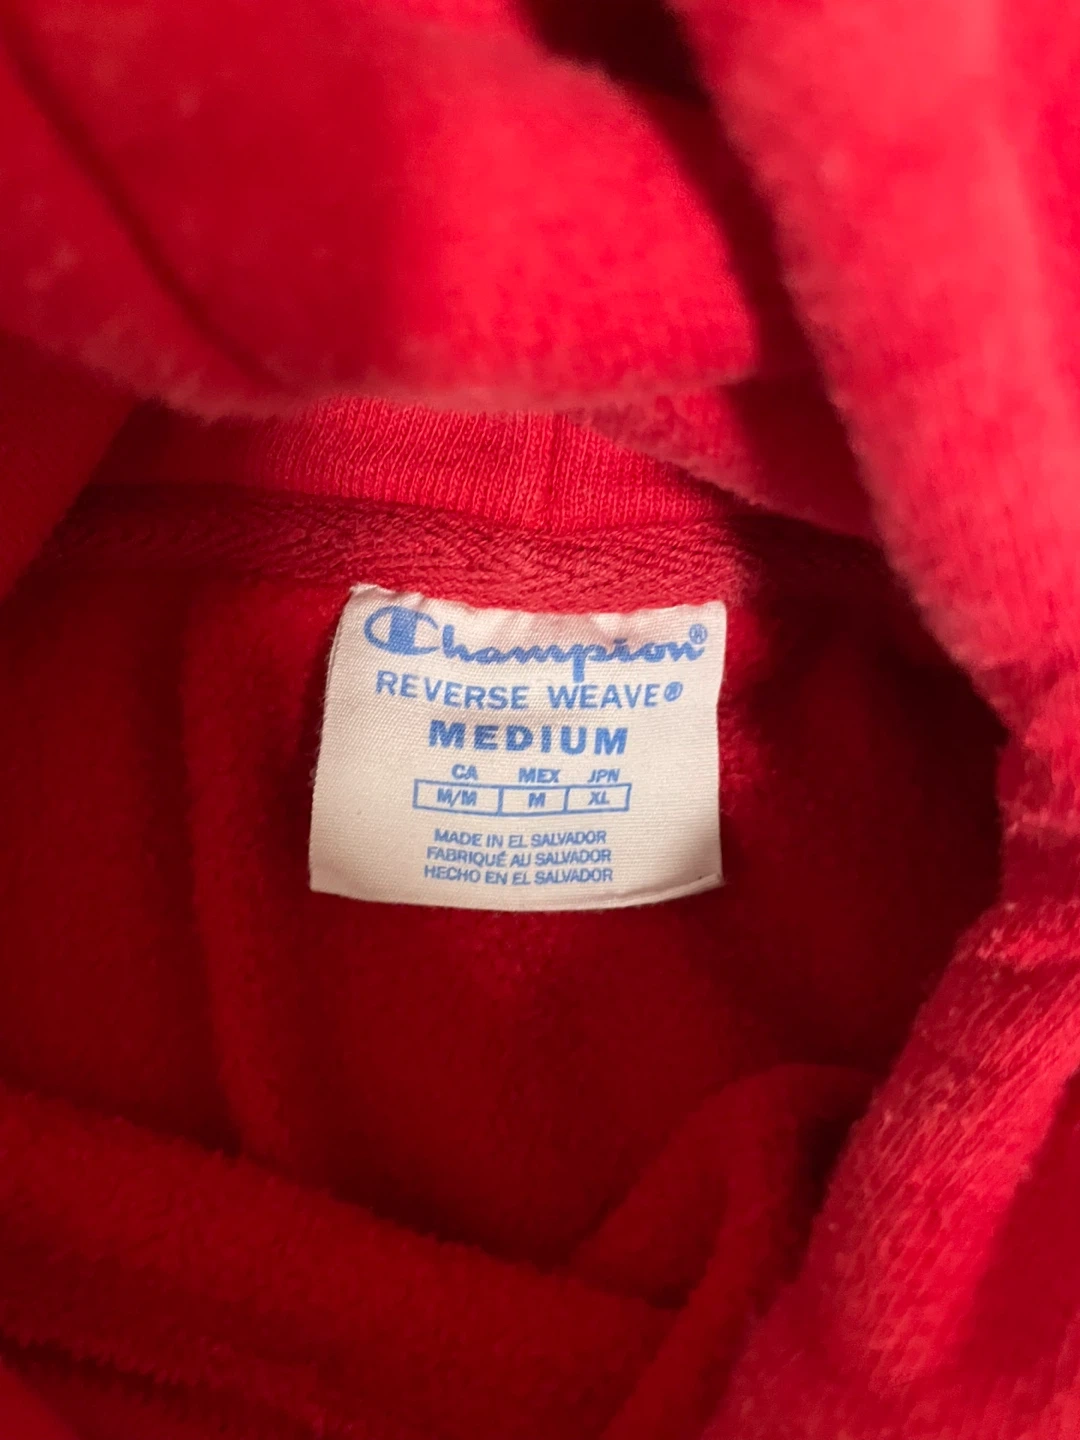 Champion®
REVERSE WEAVE®
MEDIUM
CA MEX JPN
M/M M XL
MADE IN EL SALVADOR
FABRIQUÉ AU SALVADOR
HECHO EN EL SALVADOR